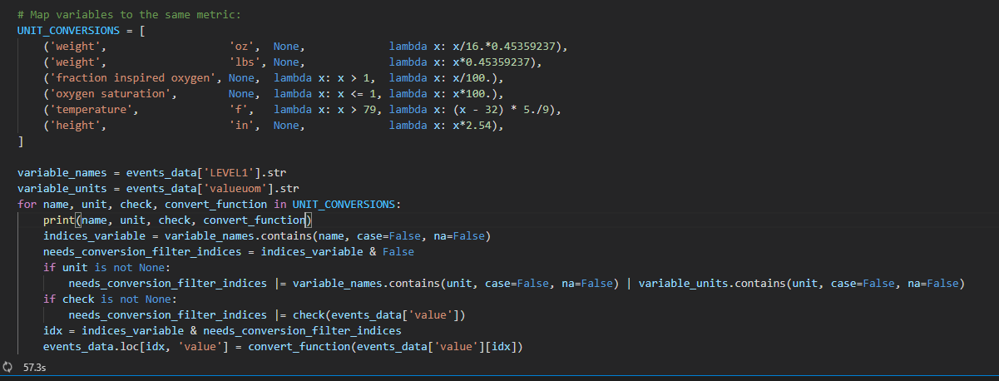 # Map variables to the same metric:
UNIT_CONVERSIONS = [
    ('weight',                   'oz',  None,             lambda x: x/16.*0.45359237),
    ('weight',                   'lbs', None,             lambda x: x*0.45359237),
    ('fraction inspired oxygen', None,  lambda x: x > 1,  lambda x: x/100.),
    ('oxygen saturation',        None,  lambda x: x <= 1, lambda x: x*100.),
    ('temperature',              'f',   lambda x: x > 79, lambda x: (x - 32) * 5./9),
    ('height',                   'in',  None,             lambda x: x*2.54),
]
variable_names = events_data['LEVEL1'].str
variable_units = events_data['valueuom'].str
for name, unit, check, convert_function in UNIT_CONVERSIONS:
    print(name, unit, check, convert_function)
    indices_variable = variable_names.contains(name, case=False, na=False)
    needs_conversion_filter_indices = indices_variable & False
    if unit is not None:
        needs_conversion_filter_indices |= variable_names.contains(unit, case=False, na=False) | variable_units.contains(unit, case=False, na=False)
    if check is not None:
        needs_conversion_filter_indices |= check(events_data['value'])
    idx = indices_variable & needs_conversion_filter_indices
    events_data.loc[idx, 'value'] = convert_function(events_data['value'][idx])
57.3s